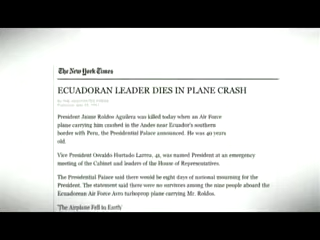 The New York Times
ECUADORAN LEADER DIES IN PLANE CRASH
President Jaime Roldos Aguilera was killed today when an Air Force
plane carrying him crashed in the Andes near Ecuador's southern
border with Peru, the Presidential Palace announced. He was 40 years
old.
Vice President Osvaldo Hurtado Larrea, 41, was named President at an emergency
meeting of the Cabinet and leaders of the House of Representatives.
The Presidential Palace said there would be eight days of national mourning for the
President. The statement said there were no survivors among the nine people aboard the
Ecuadorean Air Force Avro turboprop plane carrying Mr. Roldos.
'The Airplane Fell in